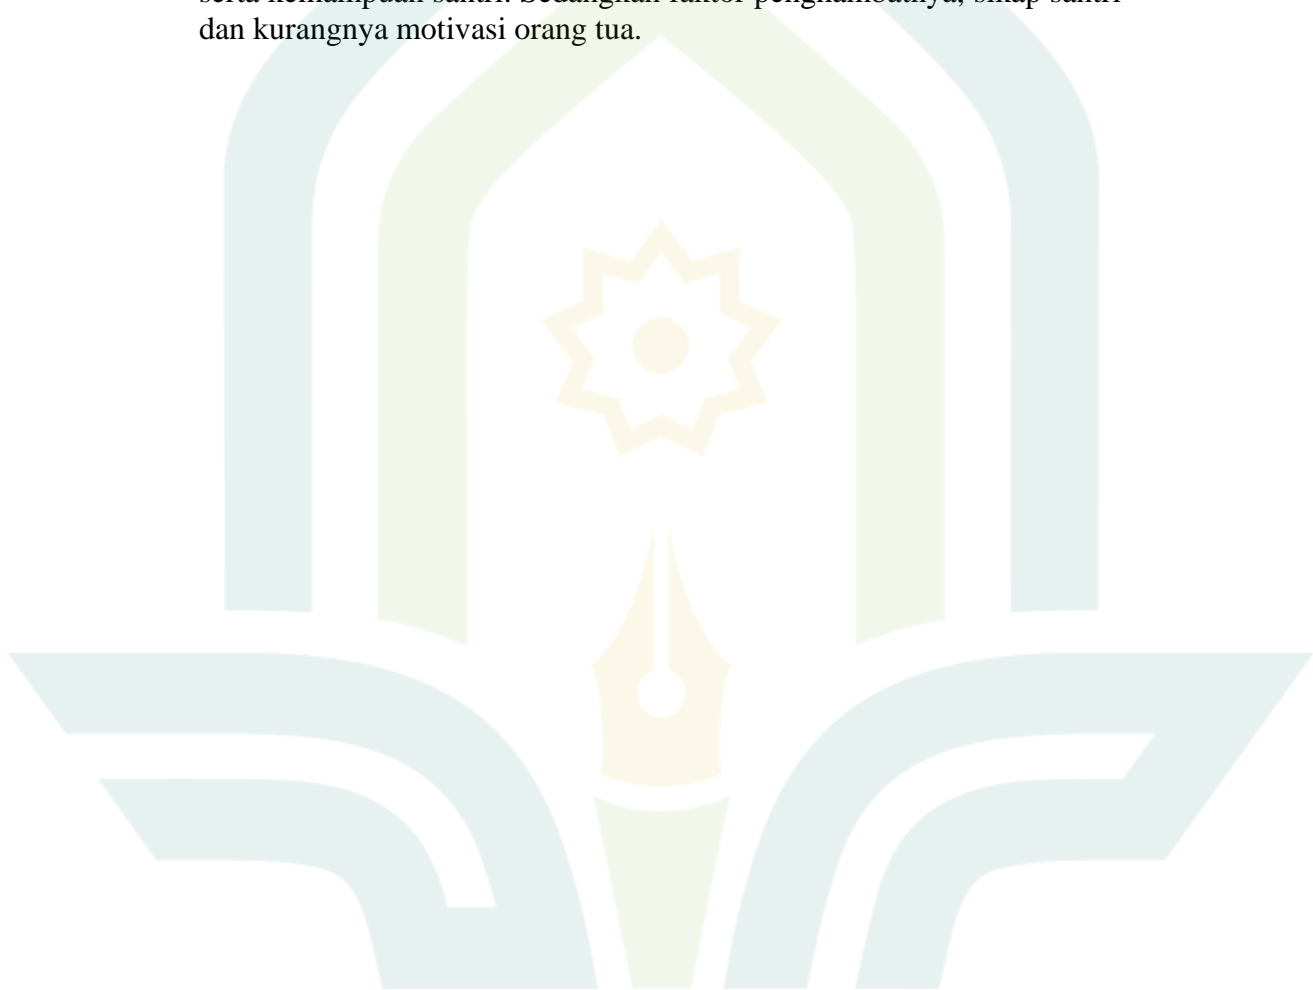 serta kemampuan santri. Sedangkan faktor penghambatnya, sikap santri
dan kurangnya motivasi orang tua.